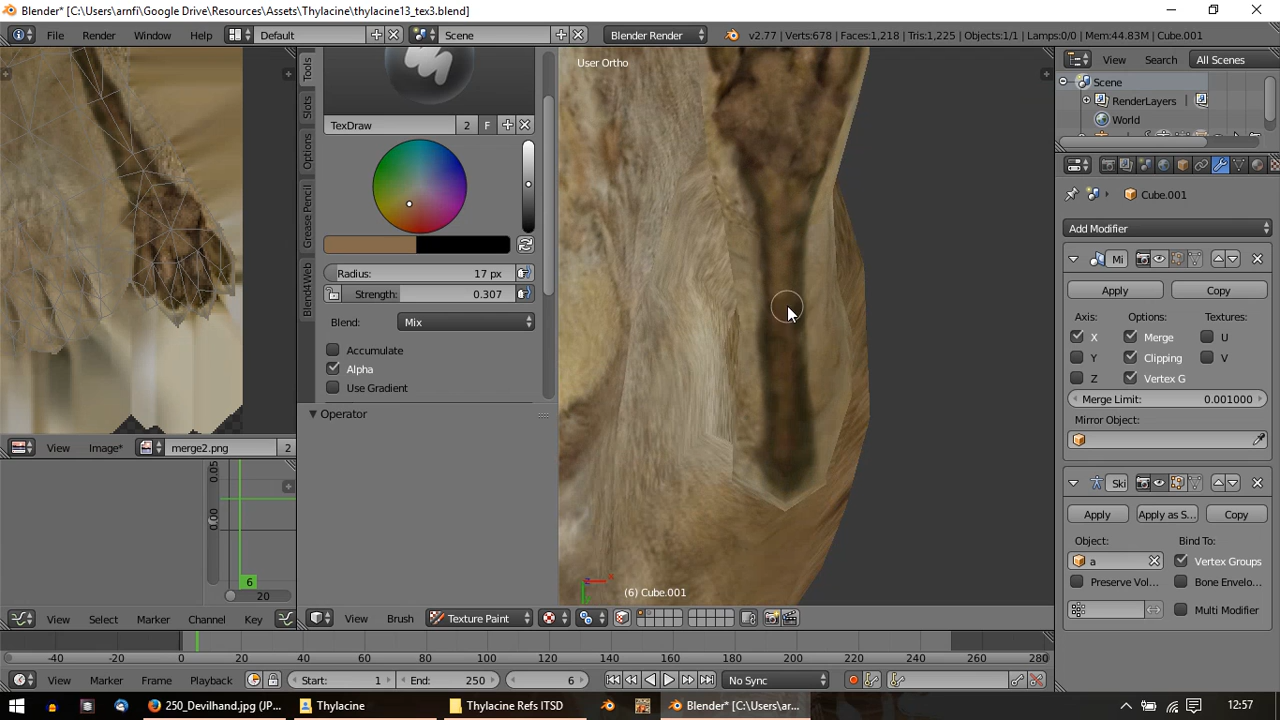 Blender* [C:\Users\arnfi\Google Drive\Resources\Assets\Thylacine\thylacine13_tex3.blend]
File Render Window Help Default Scene Blender Render v2.77 | Verts:678 | Faces:1,218 | Tris:1,225 | Objects:1/1 | Lamps:0/0 | Mem:44.83M | Cube.001
User Ortho
View Search All Scenes
Scene
RenderLayers
World
Tools
Slots
Options
Grease Pencil
Blend4Web
TexDraw 2 F
Radius: 17 px
Strength: 0.307
Blend: Mix
Accumulate
Alpha
Use Gradient
Operator
Cube.001
Add Modifier
Mi
Apply Copy
Axis: Options: Textures:
X Merge U
Y Clipping V
Z Vertex G
Merge Limit: 0.001000
Mirror Object:
Ski
Apply Apply as S... Copy
Object: Bind To:
a Vertex Groups
Preserve Vol... Bone Envelo...
Multi Modifier
View Image* merge2.png 2
0.05
0.00
6
20
(6) Cube.001
View Select Marker Channel Key
View Brush Texture Paint
-40 -20 0 20 40 60 80 100 120 140 160 180 200 220 240 260 280
View Marker Frame Playback Start: 1 End: 250 6 No Sync
250_Devilhand.jpg (JP... Thylacine Thylacine Refs ITSD Blender* [C:\Users\ar... 12:57